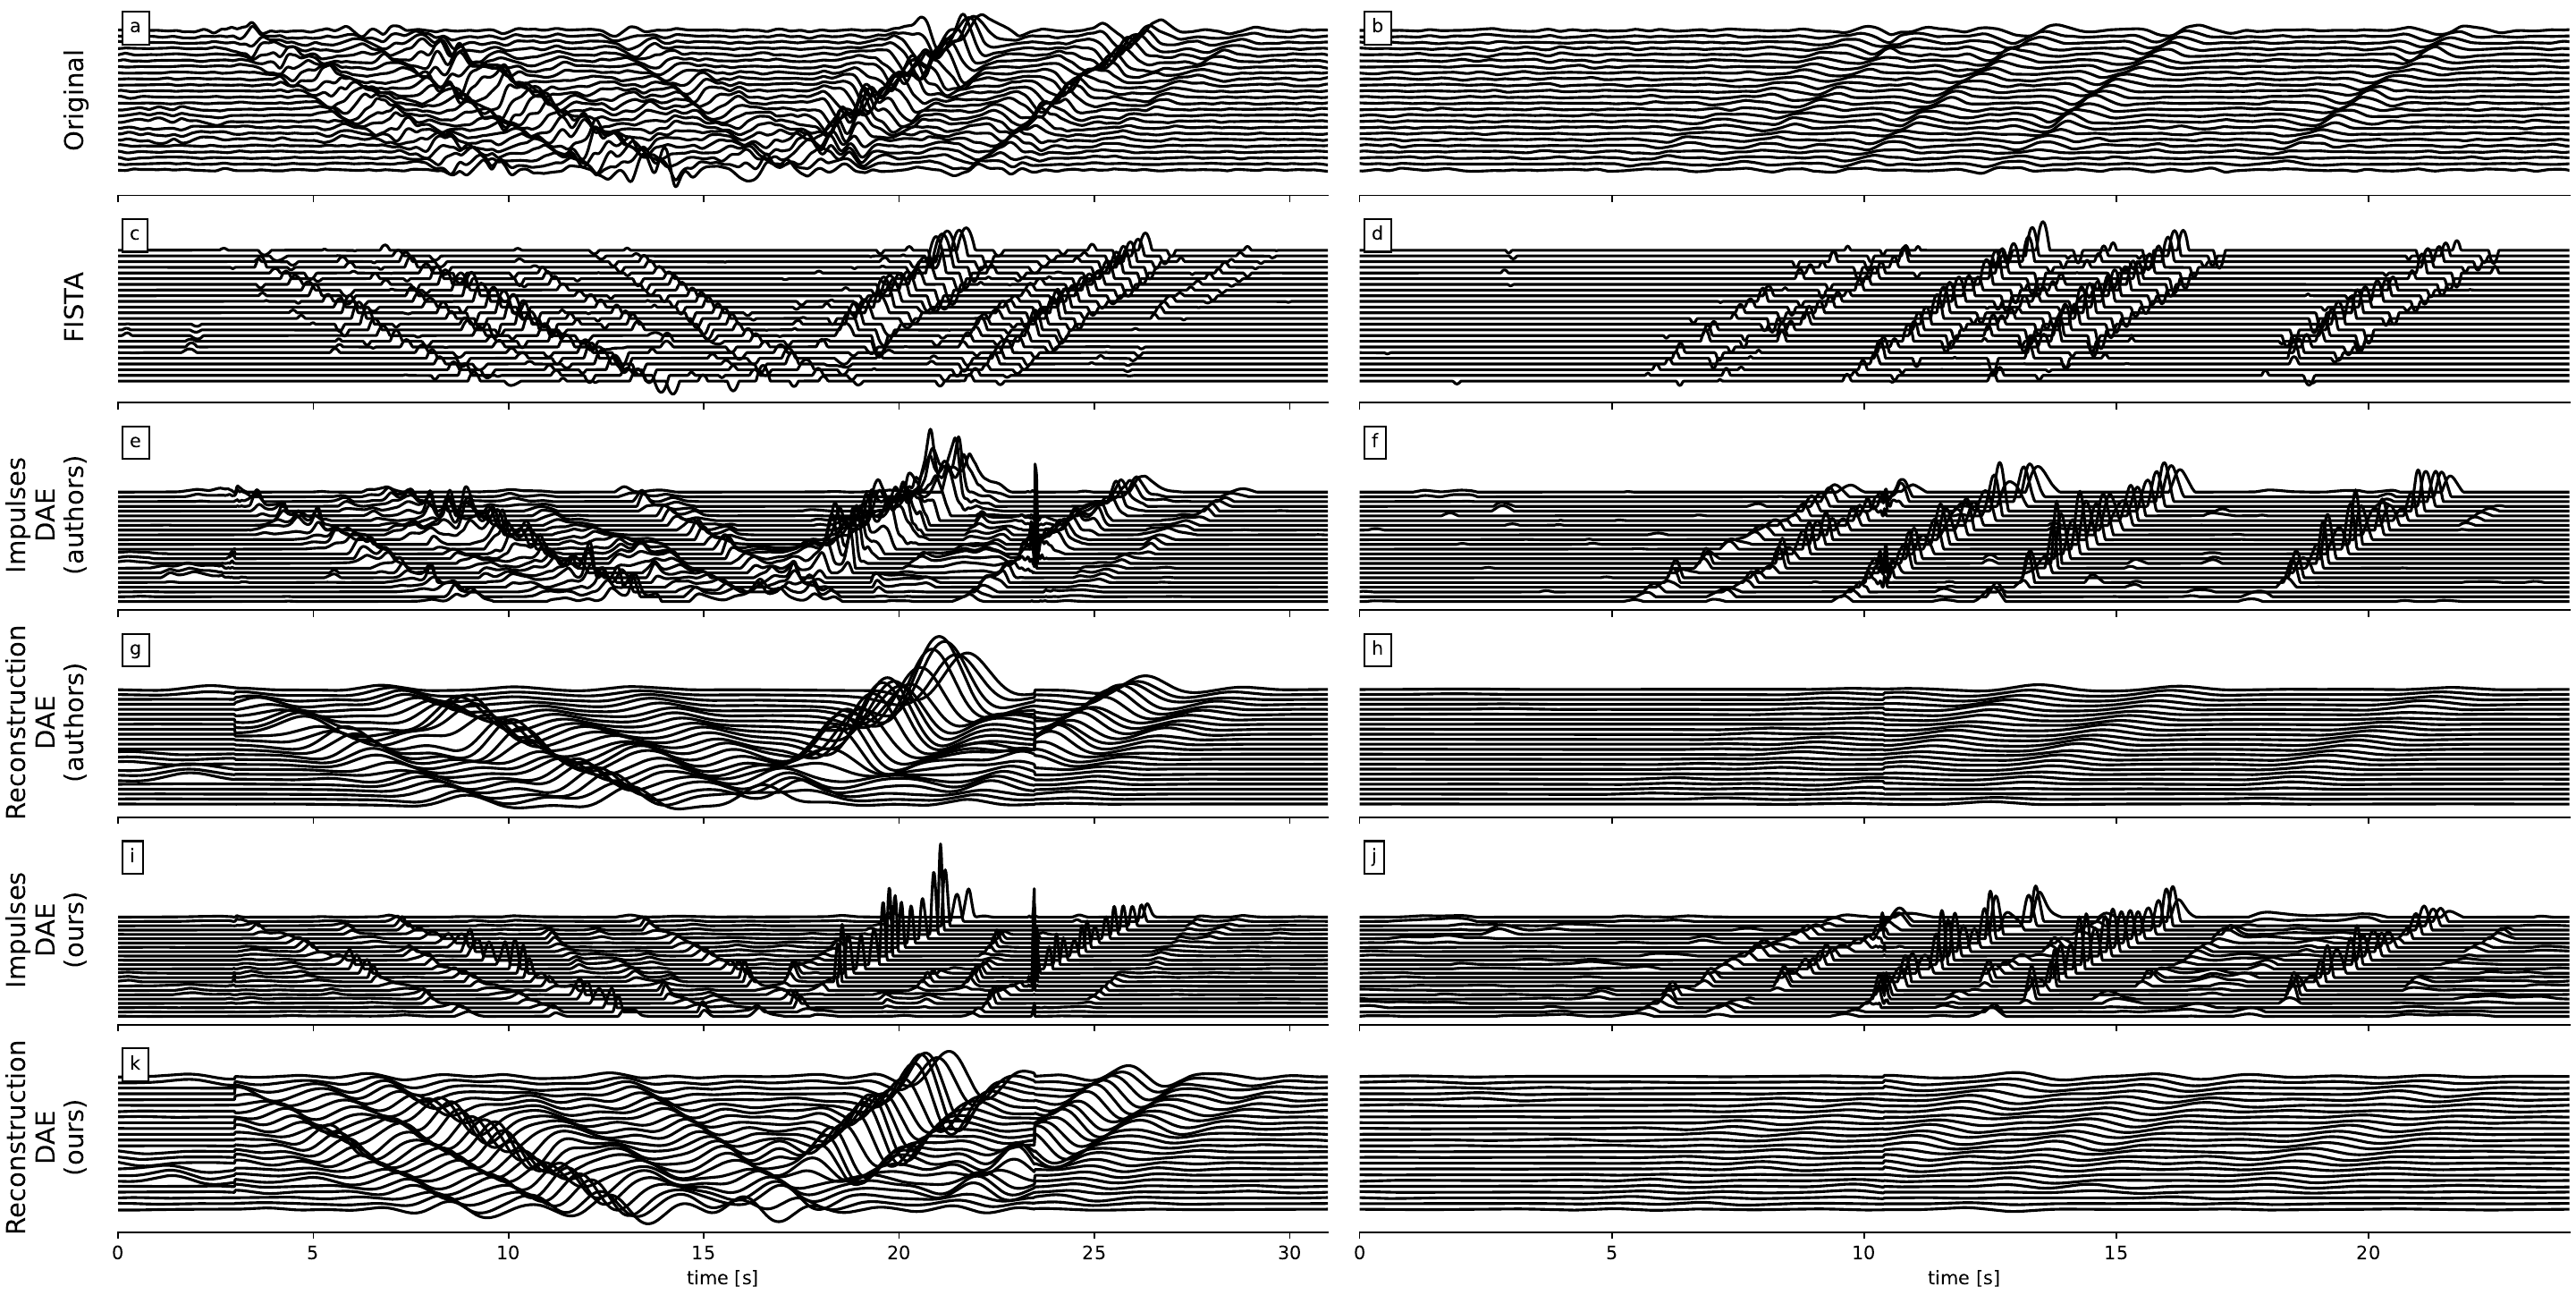 Original
a
b
FISTA
c
d
Impulses
DAE
(authors)
e
f
Reconstruction
DAE
(authors)
g
h
Impulses
DAE
(ours)
i
j
Reconstruction
DAE
(ours)
k
0 5 10 15 20 25 30
time [s]
0 5 10 15 20
time [s]